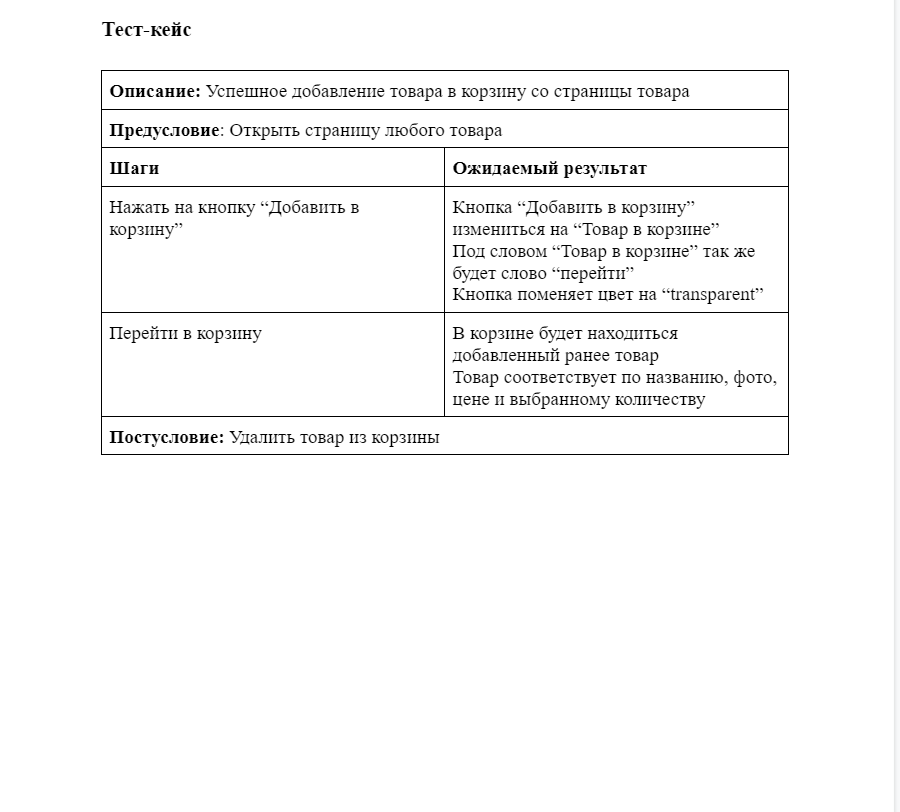 Тест-кейс
Описание: Успешное добавление товара в корзину со страницы товара
Предусловие: Открыть страницу любого товара
Шаги
Ожидаемый результат
Нажать на кнопку “Добавить в
корзину”
Кнопка “Добавить в корзину”
измениться на “Товар в корзине”
Под словом “Товар в корзине” так же
будет слово “перейти”
Кнопка поменяет цвет на “transparent”
Перейти в корзину
В корзине будет находиться
добавленный ранее товар
Товар соответствует по названию, фото,
цене и выбранному количеству
Постусловие: Удалить товар из корзины